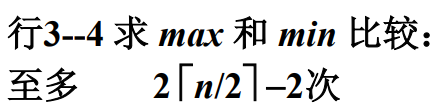 行3--4 求 max 和 min 比较：
至多 2⌈n/2⌉–2次